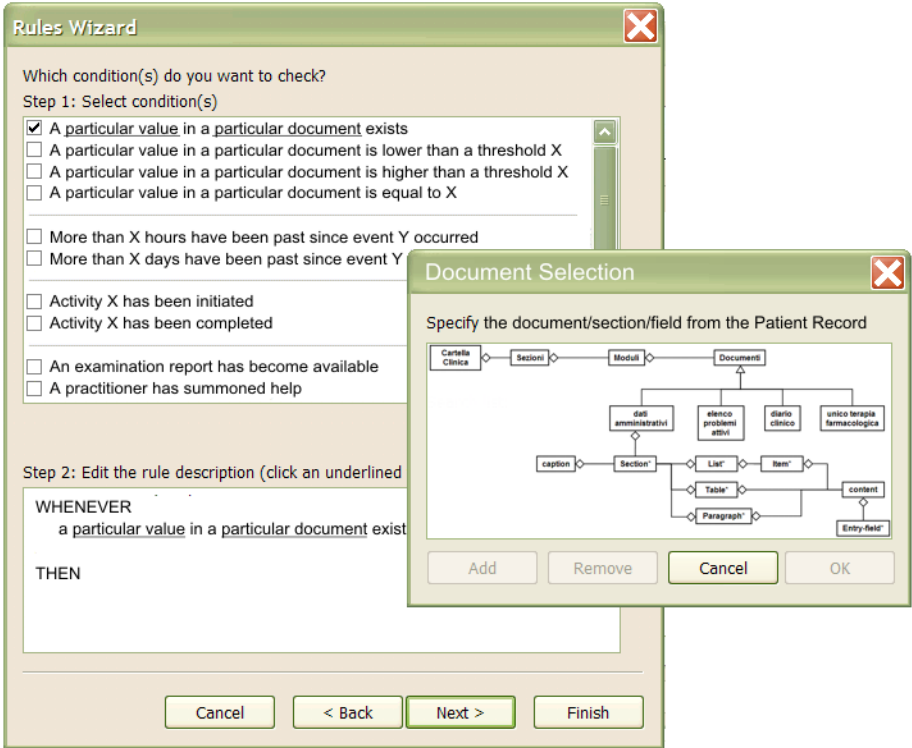 Rules Wizard
Which condition(s) do you want to check?
Step 1: Select condition(s)
A particular value in a particular document exists
A particular value in a particular document is lower than a threshold X
A particular value in a particular document is higher than a threshold X
A particular value in a particular document is equal to X
More than X hours have been past since event Y occurred
More than X days have been past since event Y
Activity X has been initiated
Activity X has been completed
An examination report has become available
A practitioner has summoned help
Step 2: Edit the rule description (click an underlined
WHENEVER
a particular value in a particular document exist
THEN
Cancel
< Back
Next >
Finish
Document Selection
Specify the document/section/field from the Patient Record
Cartella
Clinica
Sezioni
Moduli
Documenti
dati
amministrativi
elenco
problemi
attivi
diario
clinico
unico terapia
farmacologica
caption
Section*
List*
Item*
Table*
content
Paragraph*
Entry-field*
Add
Remove
Cancel
OK